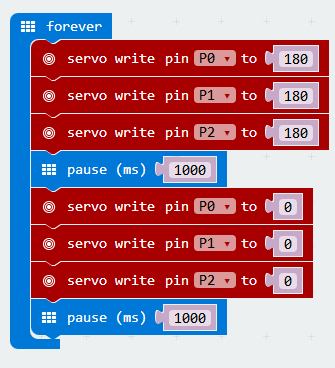 forever
servo write pin P0 to 180
servo write pin P1 to 180
servo write pin P2 to 180
pause (ms) 1000
servo write pin P0 to 0
servo write pin P1 to 0
servo write pin P2 to 0
pause (ms) 1000